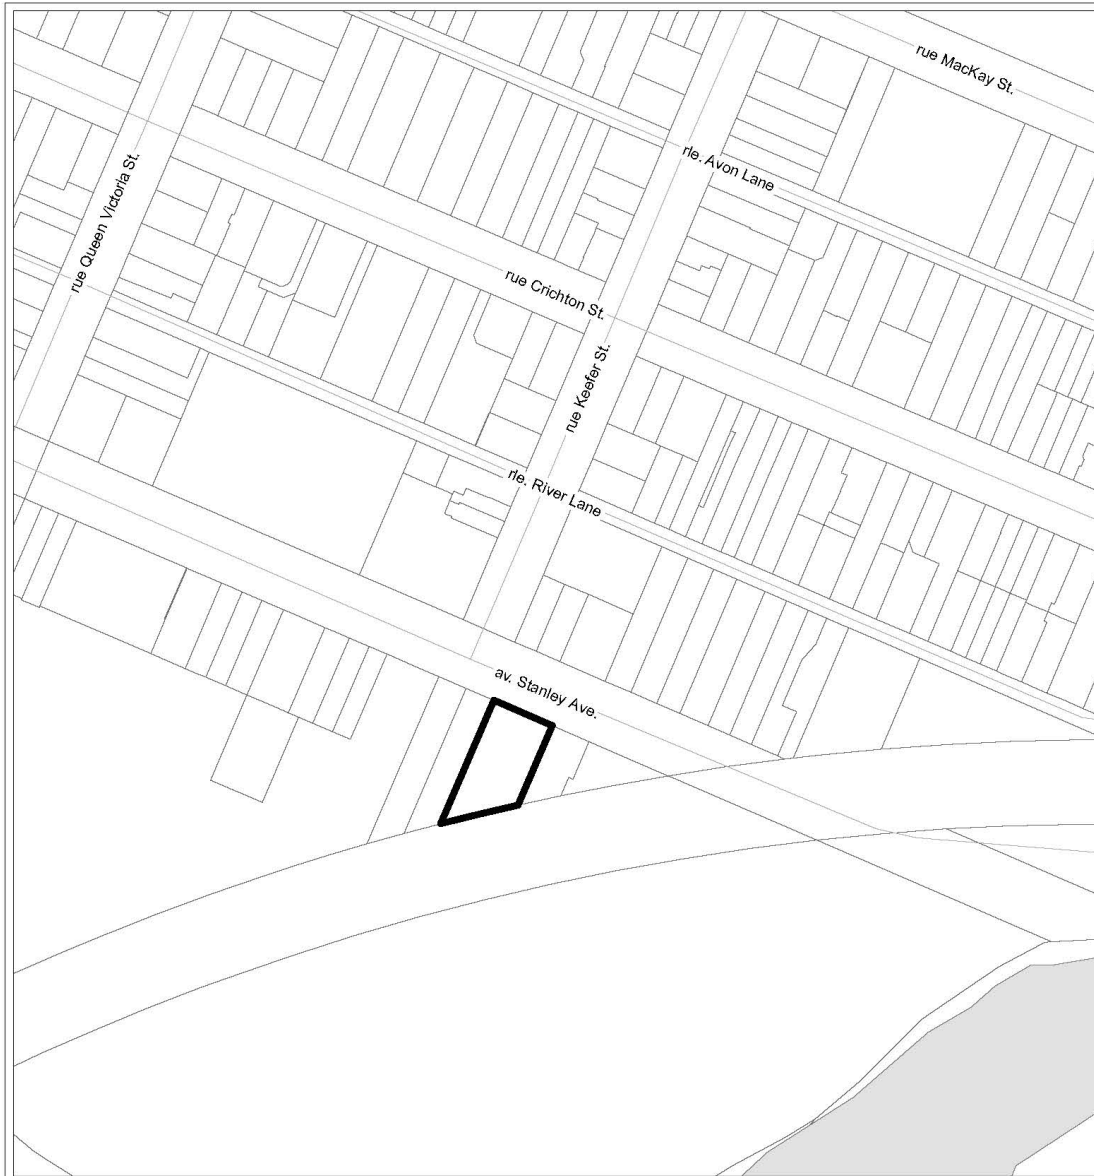 rue MacKay St.
rle. Avon Lane
rue Queen Victoria St.
rue Crichton St.
rue Keefer St.
rle. River Lane
av. Stanley Ave.